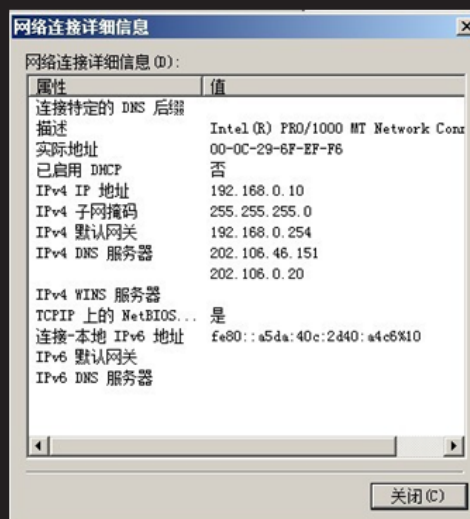 网络连接详细信息
网络连接详细信息(D):
属性 值
连接特定的 DNS 后缀
描述 Intel(R) PRO/1000 MT Network Conn
实际地址 00-0C-29-6F-EF-F6
已启用 DHCP 否
IPv4 IP 地址 192.168.0.10
IPv4 子网掩码 255.255.255.0
IPv4 默认网关 192.168.0.254
IPv4 DNS 服务器 202.106.46.151
202.106.0.20
IPv4 WINS 服务器
TCPIP 上的 NetBIOS... 是
连接-本地 IPv6 地址 fe80::a5da:40c:2d40:a4c6%10
IPv6 默认网关
IPv6 DNS 服务器
关闭(C)